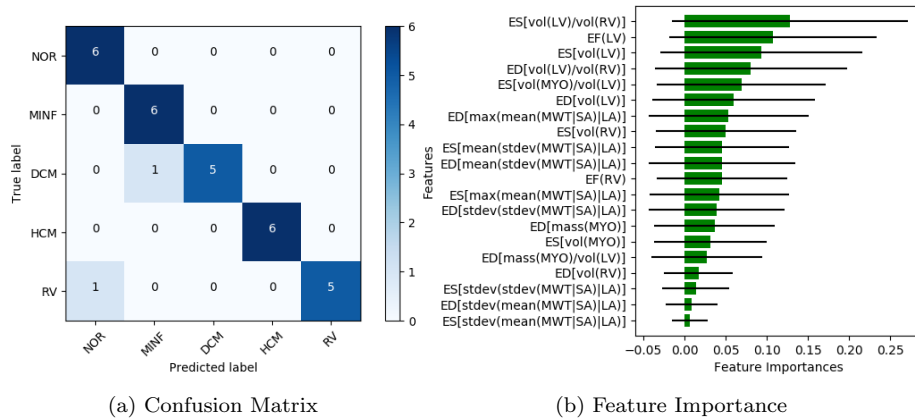 NOR 6 0 0 0 0
MINF 0 6 0 0 0
DCM 0 1 5 0 0
HCM 0 0 0 6 0
RV 1 0 0 0 5
NOR MINF DCM HCM RV
True label
Predicted label
6
5
4
3
2
1
0
(a) Confusion Matrix
Features
ES[vol(LV)/vol(RV)]
EF(LV)
ES[vol(LV)]
ED[vol(LV)/vol(RV)]
ES[vol(MYO)/vol(LV)]
ED[vol(LV)]
ED[max(mean(MWT|SA)|LA)]
ES[vol(RV)]
ES[mean(stdev(MWT|SA)|LA)]
ED[mean(stdev(MWT|SA)|LA)]
EF(RV)
ES[max(mean(MWT|SA)|LA)]
ED[stdev(stdev(MWT|SA)|LA)]
ED[mass(MYO)]
ES[vol(MYO)]
ED[mass(MYO)/vol(LV)]
ED[vol(RV)]
ES[stdev(stdev(MWT|SA)|LA)]
ED[stdev(mean(MWT|SA)|LA)]
ES[stdev(mean(MWT|SA)|LA)]
−0.05 0.00 0.05 0.10 0.15 0.20 0.25
Feature Importances
(b) Feature Importance